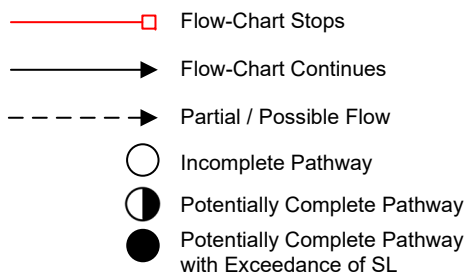 Flow-Chart Stops
Flow-Chart Continues
Partial / Possible Flow
Incomplete Pathway
Potentially Complete Pathway
Potentially Complete Pathway
with Exceedance of SL